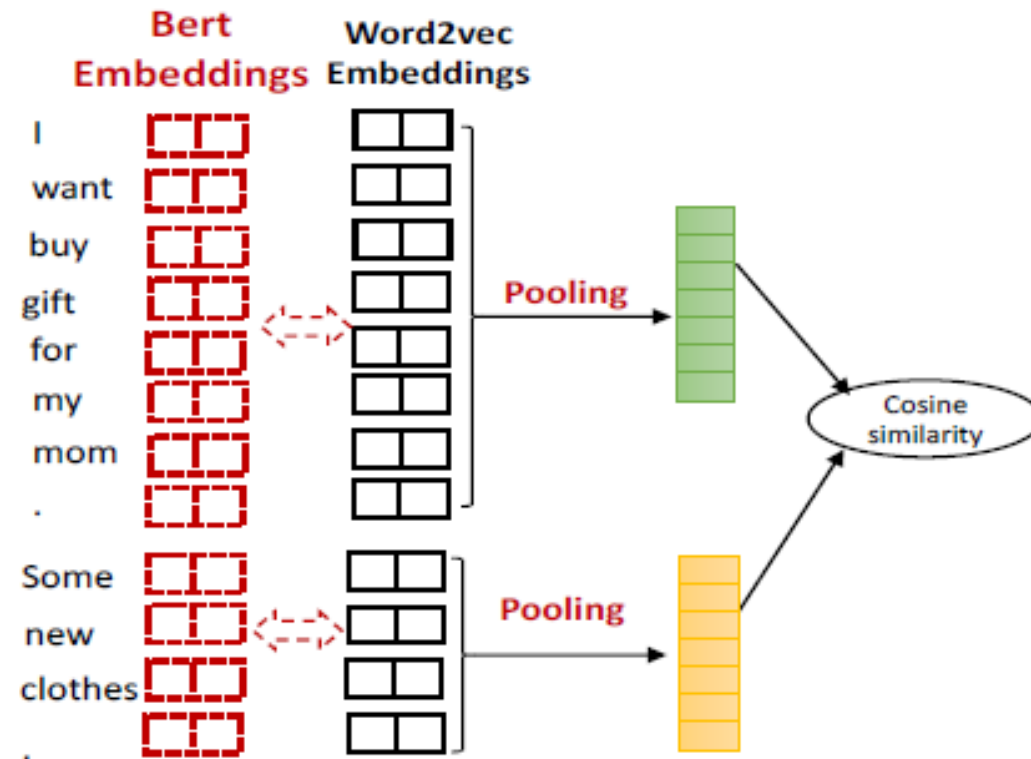 Bert
Embeddings
Word2vec
Embeddings
I
want
buy
gift
for
my
mom
.
Pooling
Cosine
similarity
Some
new
clothes
.
Pooling